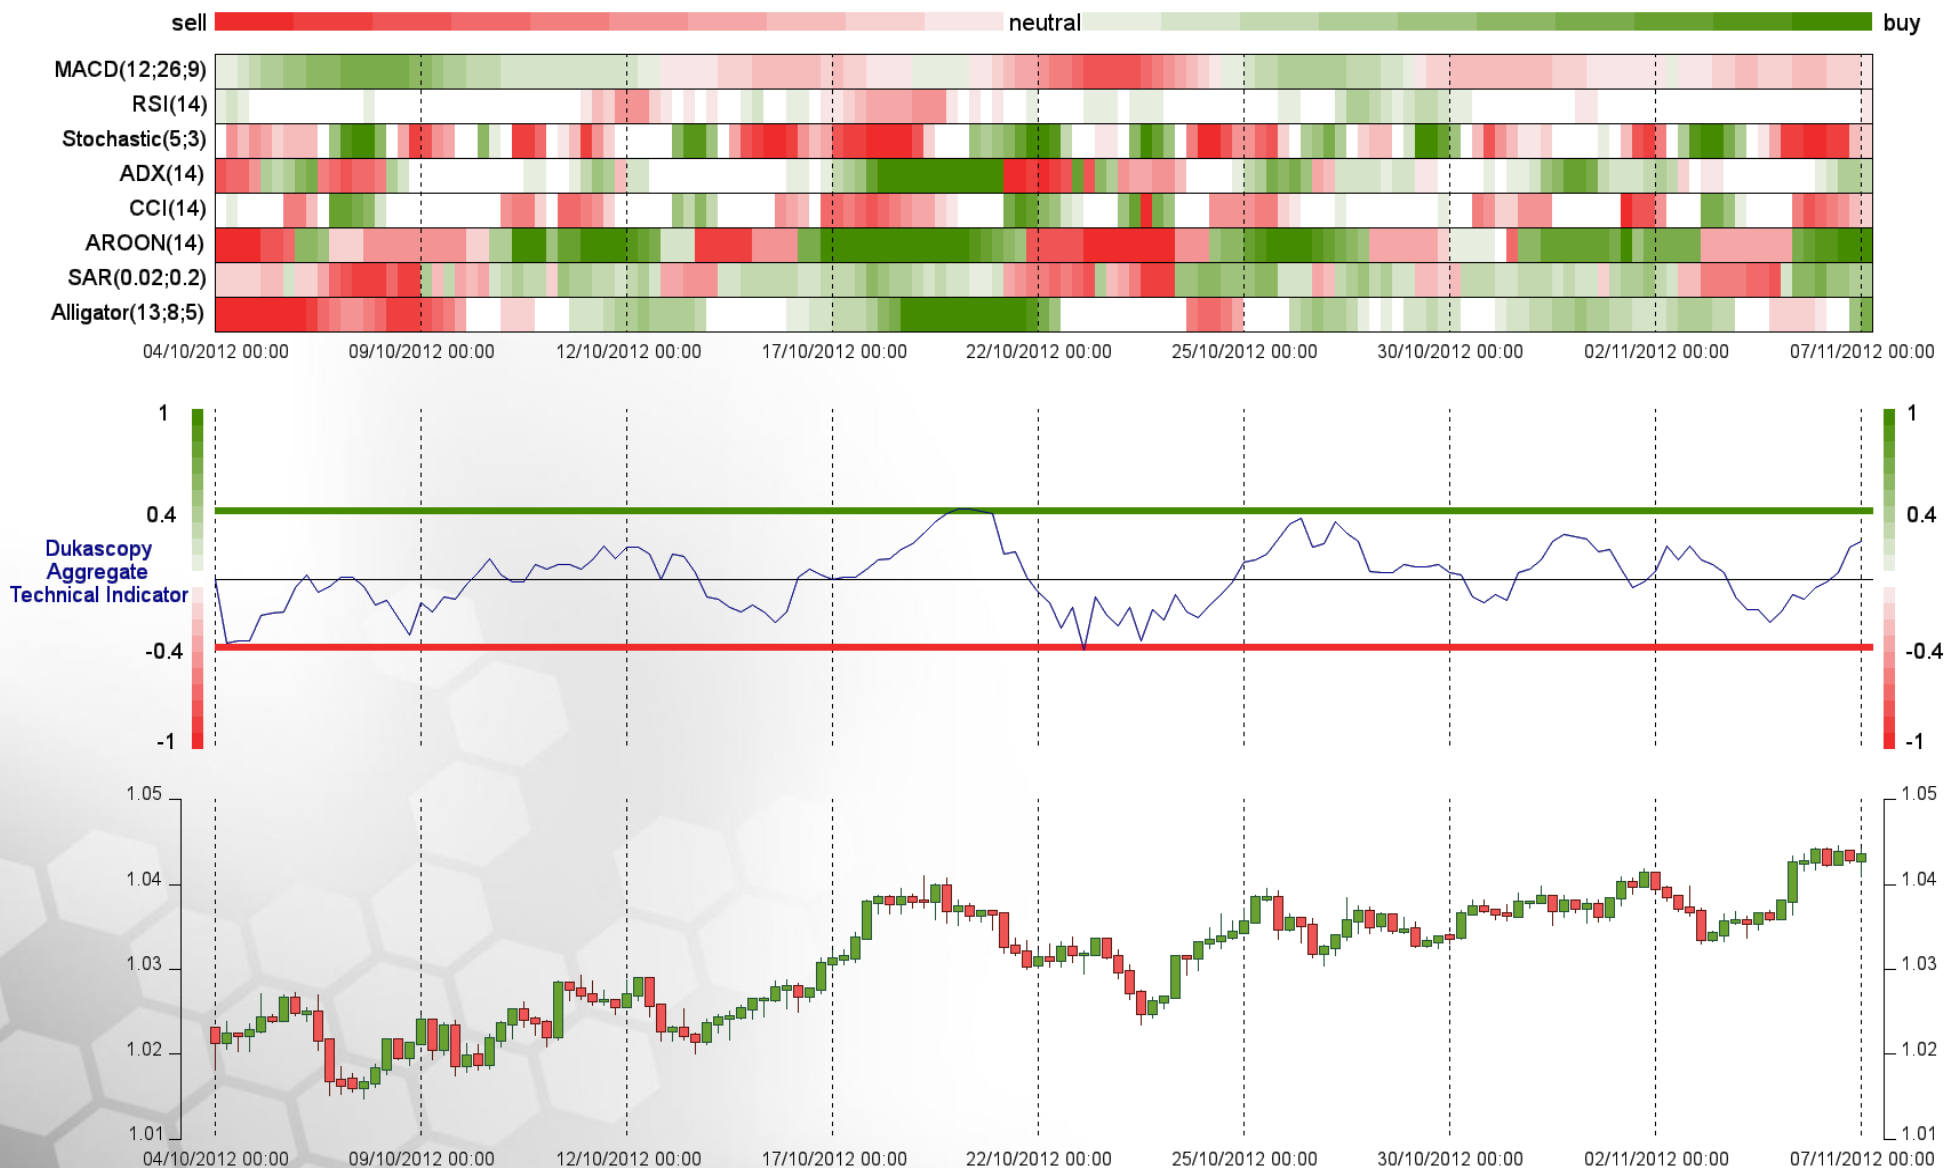 sell neutral buy
MACD(12;26;9)
RSI(14)
Stochastic(5;3)
ADX(14)
CCI(14)
AROON(14)
SAR(0.02;0.2)
Alligator(13;8;5)
04/10/2012 00:00 09/10/2012 00:00 12/10/2012 00:00 17/10/2012 00:00 22/10/2012 00:00 25/10/2012 00:00 30/10/2012 00:00 02/11/2012 00:00 07/11/2012 00:00
1 1
0.4 0.4
Dukascopy
Aggregate
Technical Indicator
-0.4 -0.4
-1 -1
1.05 1.05
1.04 1.04
1.03 1.03
1.02 1.02
1.01 1.01
04/10/2012 00:00 09/10/2012 00:00 12/10/2012 00:00 17/10/2012 00:00 22/10/2012 00:00 25/10/2012 00:00 30/10/2012 00:00 02/11/2012 00:00 07/11/2012 00:00